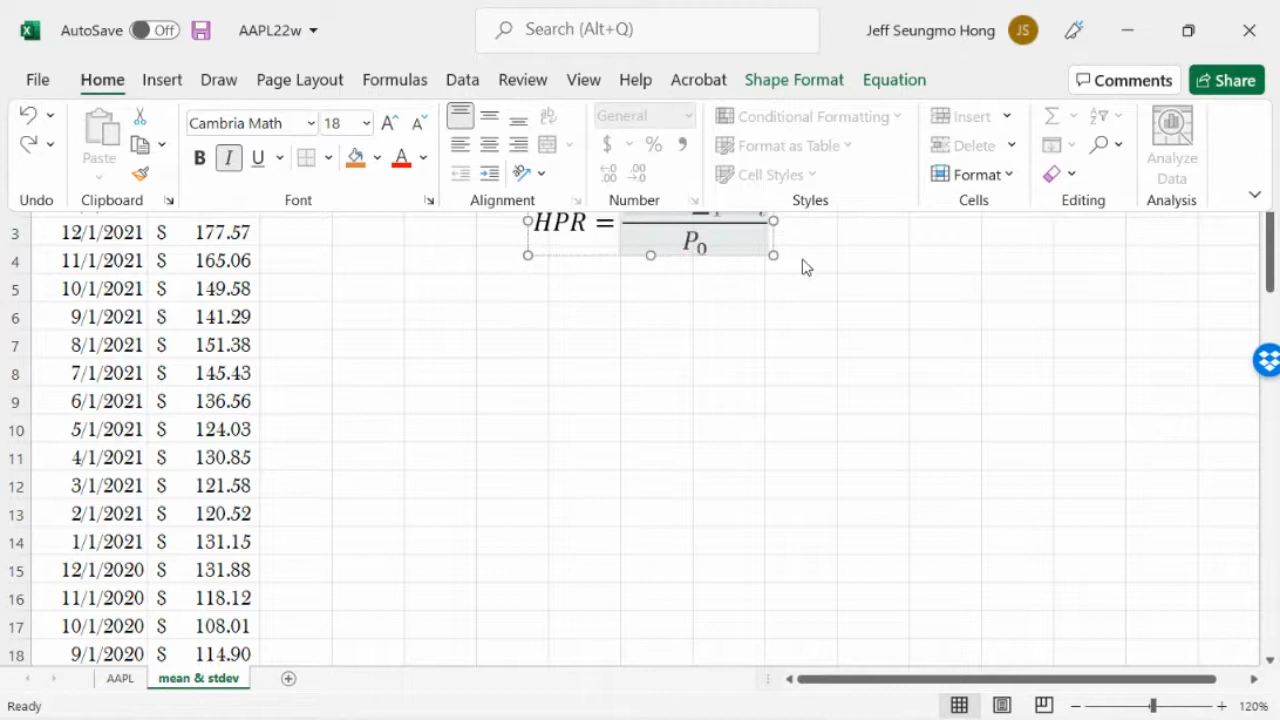 AutoSave Off AAPL22w Search (Alt+Q) Jeff Seungmo Hong JS
File Home Insert Draw Page Layout Formulas Data Review View Help Acrobat Shape Format Equation Comments Share
Paste Cambria Math 18 General Conditional Formatting Insert
B I U A $ % Format as Table Delete Analyze Data
Cell Styles Format
Undo Clipboard Font Alignment Number Styles Cells Editing Analysis
HPR =
P0
3 12/1/2021 $ 177.57
4 11/1/2021 $ 165.06
5 10/1/2021 $ 149.58
6 9/1/2021 $ 141.29
7 8/1/2021 $ 151.38
8 7/1/2021 $ 145.43
9 6/1/2021 $ 136.56
10 5/1/2021 $ 124.03
11 4/1/2021 $ 130.85
12 3/1/2021 $ 121.58
13 2/1/2021 $ 120.52
14 1/1/2021 $ 131.15
15 12/1/2020 $ 131.88
16 11/1/2020 $ 118.12
17 10/1/2020 $ 108.01
18 9/1/2020 $ 114.90
AAPL mean & stdev
Ready 120%